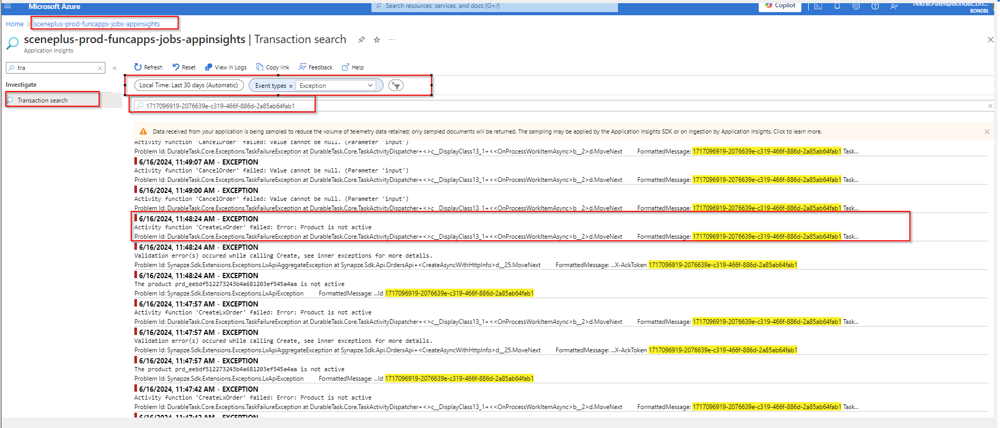 Microsoft Azure
Search resources, services, and docs (G+/)
Copilot
Nikhil.Patel@BondBL.on...
BONDBL
Home > sceneplus-prod-funcapps-jobs-appinsights
sceneplus-prod-funcapps-jobs-appinsights | Transaction search
Application Insights
tra
Investigate
Transaction search
Refresh Reset View in Logs Copy link Feedback Help
Local Time: Last 30 days (Automatic) Event types = Exception
1717096919-2076639e-c319-466f-886d-2a85ab64fab1
Data received from your application is being sampled to reduce the volume of telemetry data retained; only sampled documents will be returned. The sampling may be applied by the Application Insights SDK or on ingestion by Application Insights. Click to learn more.
Activity function 'CancelOrder' failed: Value cannot be null. (Parameter 'input')
Problem Id: DurableTask.Core.Exceptions.TaskFailureException at DurableTask.Core.TaskActivityDispatcher+<>c__DisplayClass13_1+<<OnProcessWorkItemAsync>b__2>d.MoveNext FormattedMessage: 1717096919-2076639e-c319-466f-886d-2a85ab64fab1 Task...
6/16/2024, 11:49:07 AM - EXCEPTION
Activity function 'CancelOrder' failed: Value cannot be null. (Parameter 'input')
Problem Id: DurableTask.Core.Exceptions.TaskFailureException at DurableTask.Core.TaskActivityDispatcher+<>c__DisplayClass13_1+<<OnProcessWorkItemAsync>b__2>d.MoveNext FormattedMessage: 1717096919-2076639e-c319-466f-886d-2a85ab64fab1 Task...
6/16/2024, 11:49:00 AM - EXCEPTION
Activity function 'CancelOrder' failed: Value cannot be null. (Parameter 'input')
Problem Id: DurableTask.Core.Exceptions.TaskFailureException at DurableTask.Core.TaskActivityDispatcher+<>c__DisplayClass13_1+<<OnProcessWorkItemAsync>b__2>d.MoveNext FormattedMessage: 1717096919-2076639e-c319-466f-886d-2a85ab64fab1 Task...
6/16/2024, 11:48:24 AM - EXCEPTION
Activity function 'CreateLxOrder' failed: Error: Product is not active
Problem Id: DurableTask.Core.Exceptions.TaskFailureException at DurableTask.Core.TaskActivityDispatcher+<>c__DisplayClass13_1+<<OnProcessWorkItemAsync>b__2>d.MoveNext FormattedMessage: 1717096919-2076639e-c319-466f-886d-2a85ab64fab1 Task...
6/16/2024, 11:48:24 AM - EXCEPTION
Validation error(s) occured while calling Create, see inner exceptions for more details.
Problem Id: Synapze.Sdk.Extensions.Exceptions.LxApiAggregateException at Synapze.Sdk.Api.OrdersApi+<CreateAsyncWithHttpInfo>d__25.MoveNext FormattedMessage: ...X-AckToken 1717096919-2076639e-c319-466f-886d-2a85ab64fab1
6/16/2024, 11:48:24 AM - EXCEPTION
The product prd_eebdf512273243b4a681203ef545a4aa is not active
Problem Id: Synapze.Sdk.Extensions.Exceptions.LxApiException FormattedMessage: ...Id 1717096919-2076639e-c319-466f-886d-2a85ab64fab1
6/16/2024, 11:47:57 AM - EXCEPTION
Activity function 'CreateLxOrder' failed: Error: Product is not active
Problem Id: DurableTask.Core.Exceptions.TaskFailureException at DurableTask.Core.TaskActivityDispatcher+<>c__DisplayClass13_1+<<OnProcessWorkItemAsync>b__2>d.MoveNext FormattedMessage: 1717096919-2076639e-c319-466f-886d-2a85ab64fab1 Task...
6/16/2024, 11:47:57 AM - EXCEPTION
Validation error(s) occured while calling Create, see inner exceptions for more details.
Problem Id: Synapze.Sdk.Extensions.Exceptions.LxApiAggregateException at Synapze.Sdk.Api.OrdersApi+<CreateAsyncWithHttpInfo>d__25.MoveNext FormattedMessage: ...X-AckToken 1717096919-2076639e-c319-466f-886d-2a85ab64fab1
6/16/2024, 11:47:57 AM - EXCEPTION
The product prd_eebdf512273243b4a681203ef545a4aa is not active
Problem Id: Synapze.Sdk.Extensions.Exceptions.LxApiException FormattedMessage: ...Id 1717096919-2076639e-c319-466f-886d-2a85ab64fab1
6/16/2024, 11:47:42 AM - EXCEPTION
Activity function 'CreateLxOrder' failed: Error: Product is not active
Problem Id: DurableTask.Core.Exceptions.TaskFailureException at DurableTask.Core.TaskActivityDispatcher+<>c__DisplayClass13_1+<<OnProcessWorkItemAsync>b__2>d.MoveNext FormattedMessage: 1717096919-2076639e-c319-466f-886d-2a85ab64fab1 Task...
6/16/2024, 11:47:42 AM - EXCEPTION